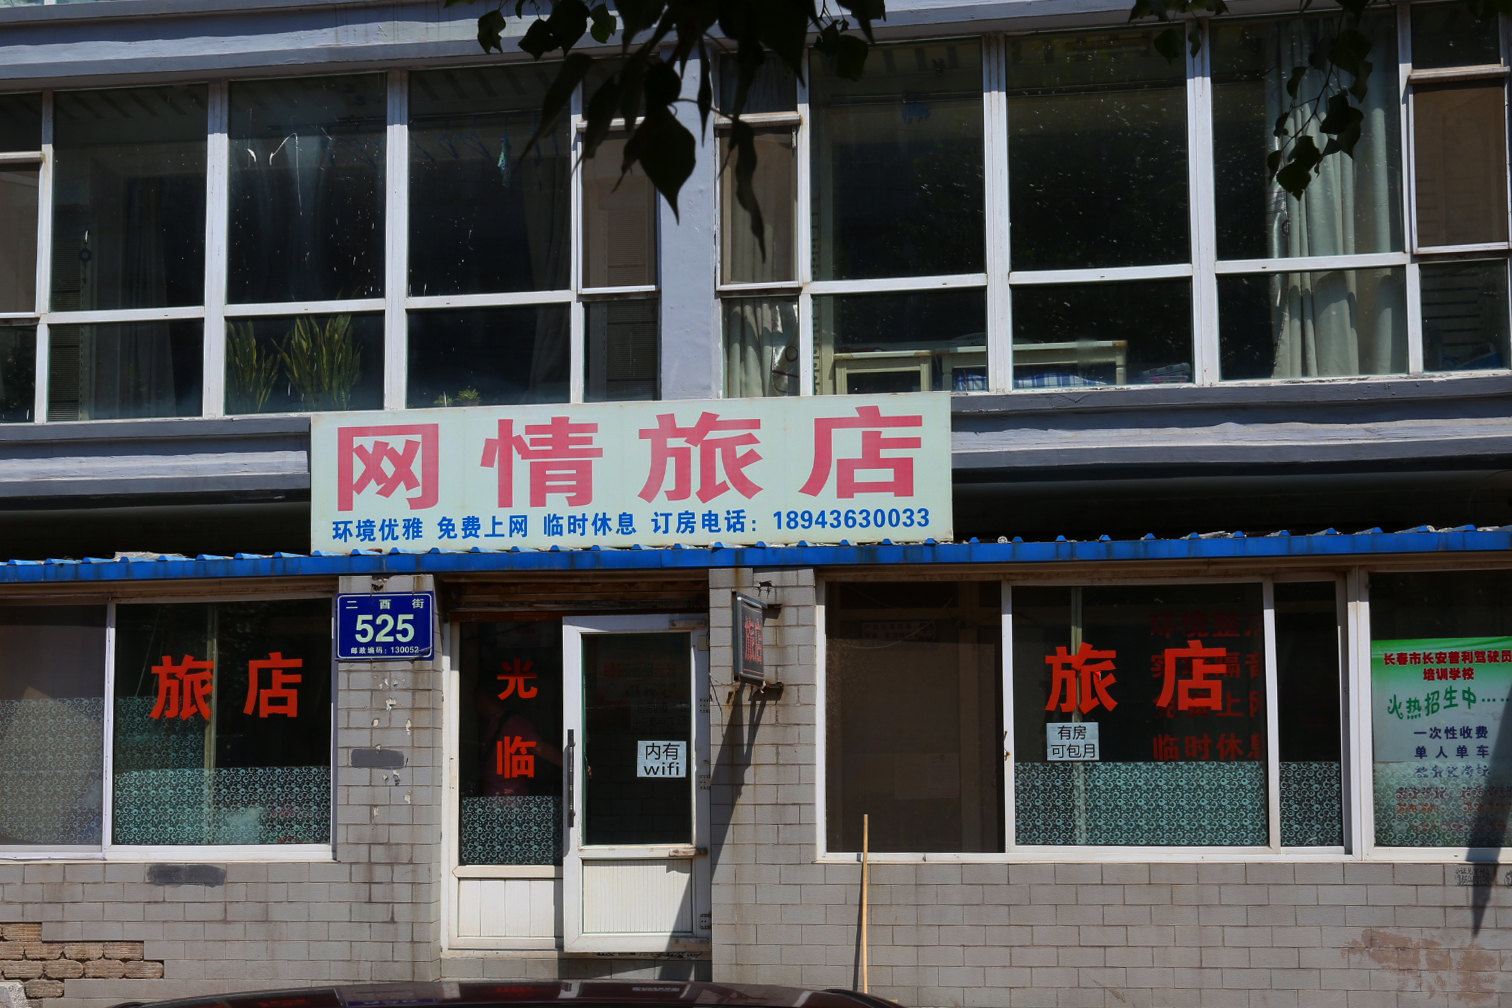 网情旅店
环境优雅 免费上网 临时休息 订房电话：18943630033
二酉街
525
邮政编码：130052
旅店
光临
内有
wifi
旅店
旅店
有房
可包月
临时休息
长春市长安普利驾驶员
培训学校
火热招生中……
一次性收费
单人单车